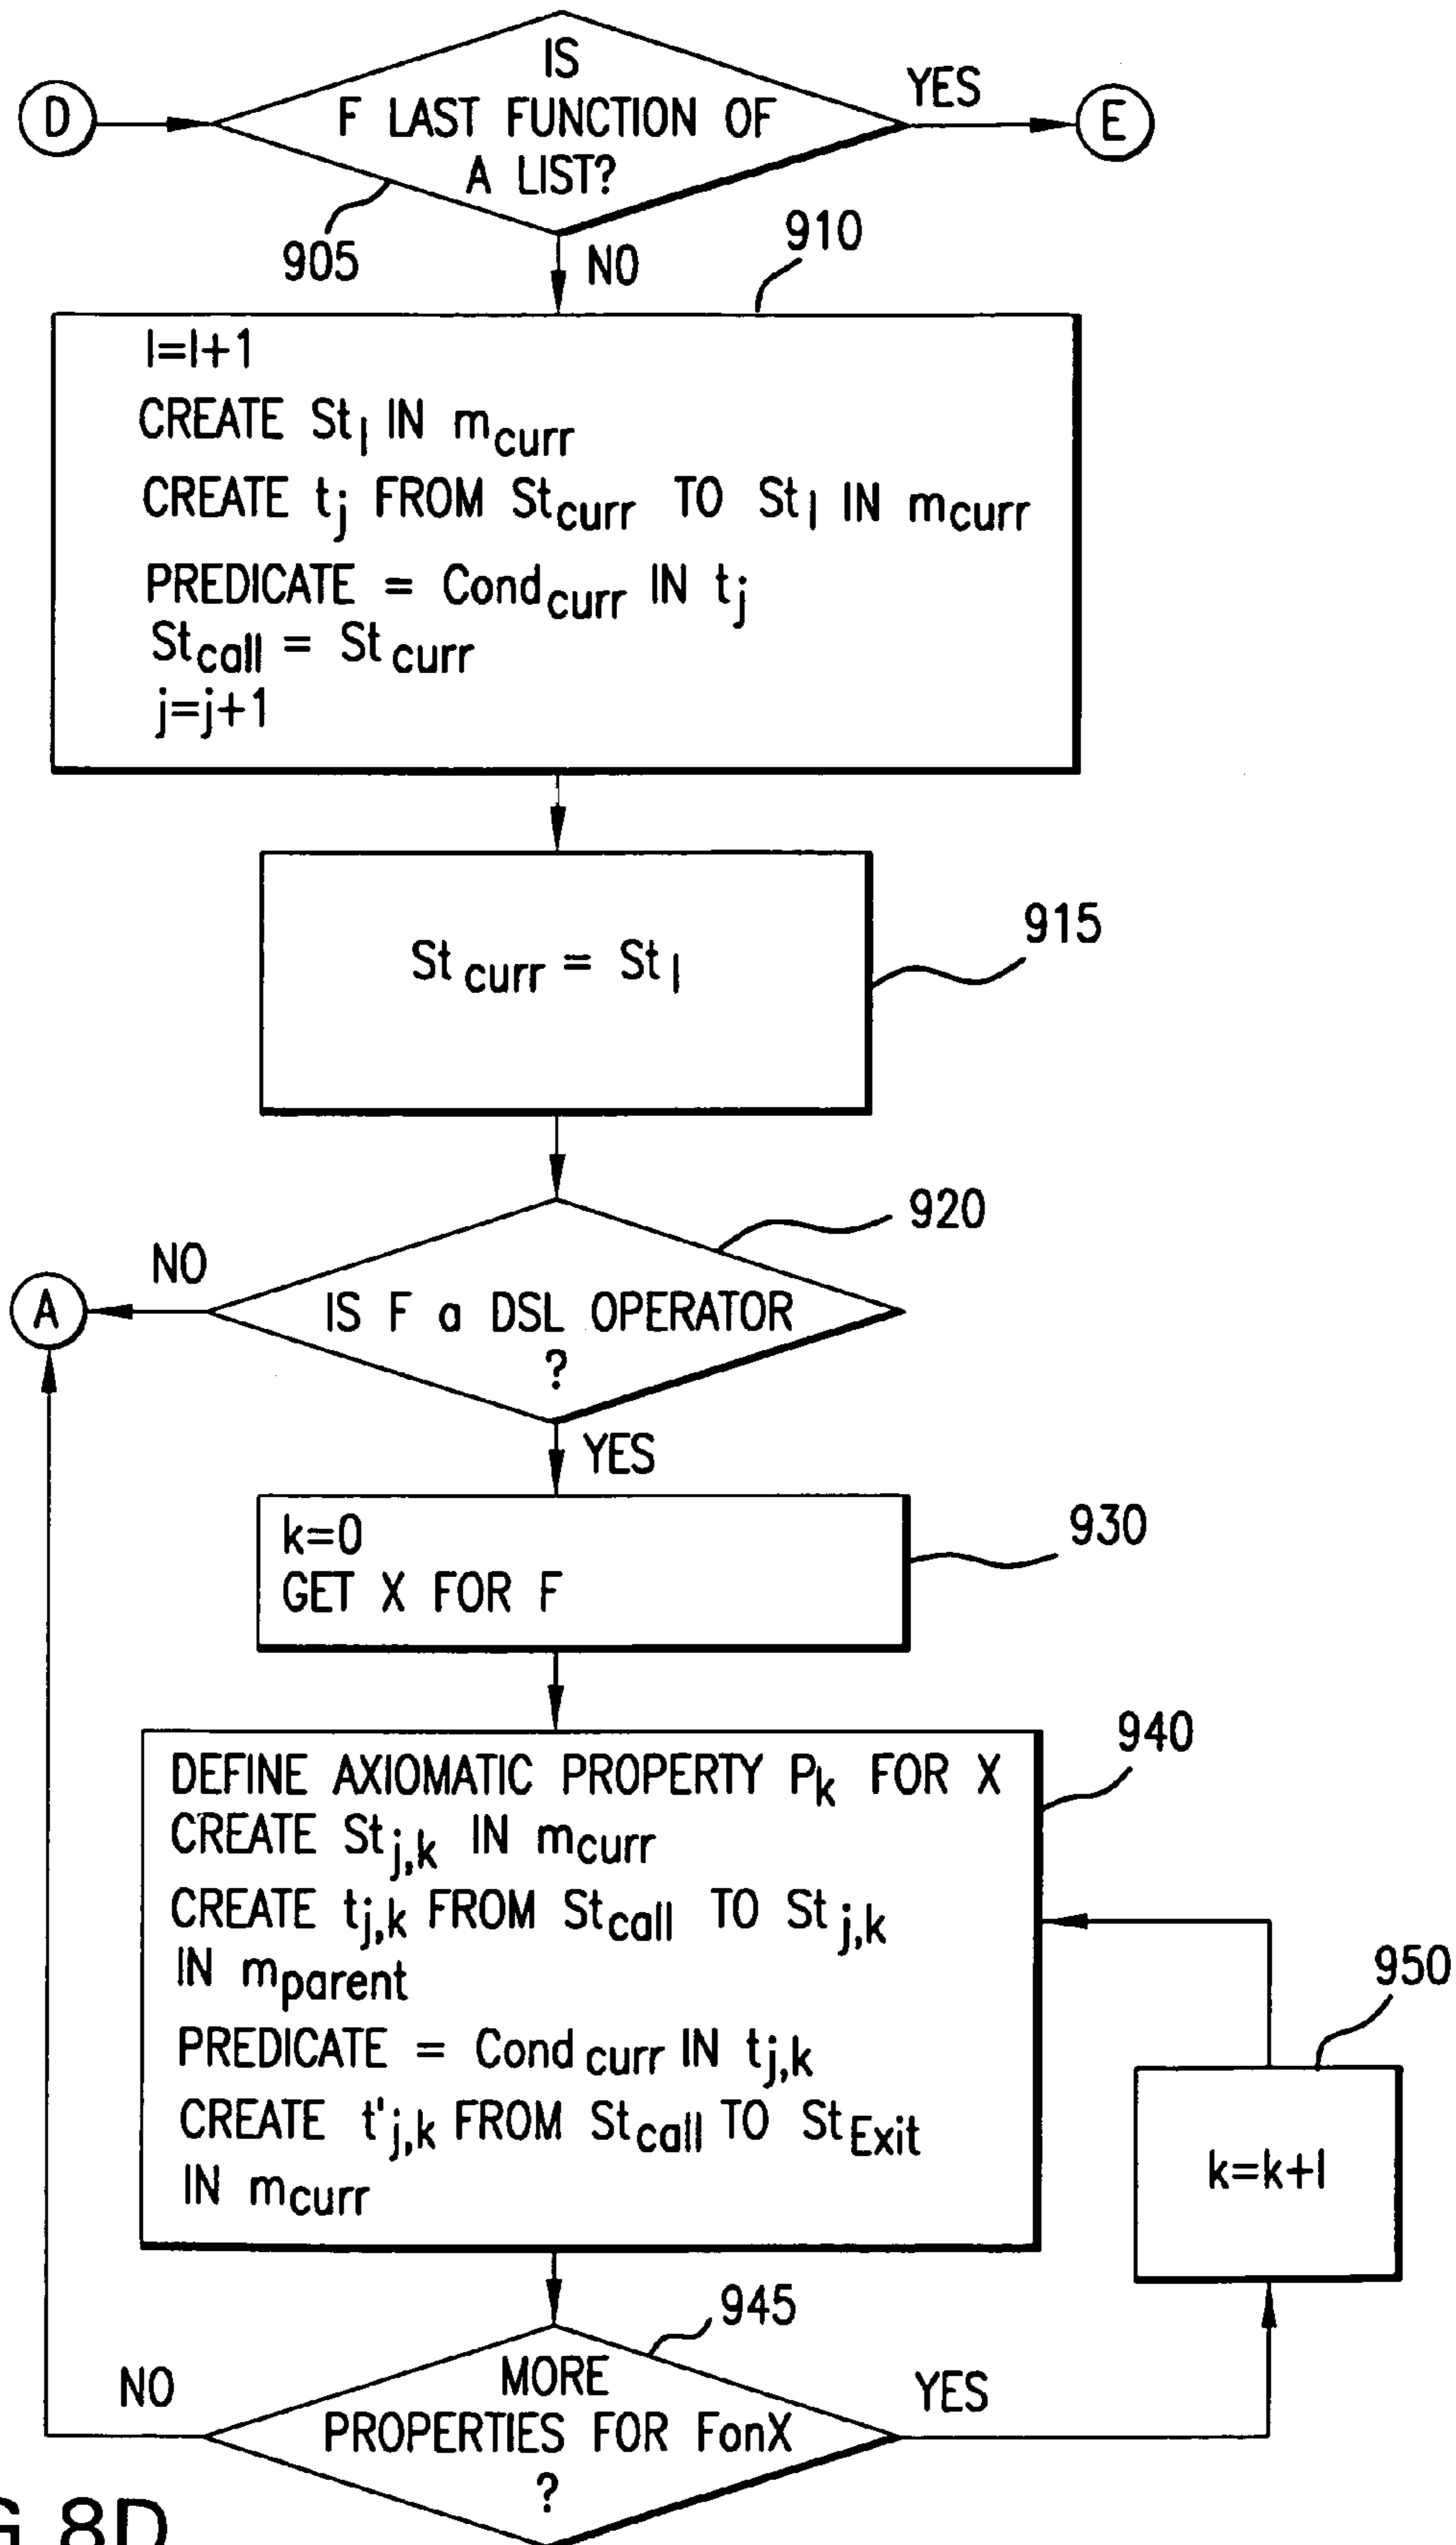 IS
D
F LAST FUNCTION OF
YES
E
A LIST?
905
NO
910
l=l+1
CREATE St_l IN m_curr
CREATE t_j FROM St_curr TO St_l IN m_curr
PREDICATE = Cond_curr IN t_j
St_call = St_curr
j=j+1
915
St_curr = St_l
920
NO
A
IS F a DSL OPERATOR
?
YES
930
k=0
GET X FOR F
940
DEFINE AXIOMATIC PROPERTY P_k FOR X
CREATE St_j,k IN m_curr
CREATE t_j,k FROM St_call TO St_j,k
IN m_parent
950
PREDICATE = Cond_curr IN t_j,k
CREATE t'_j,k FROM St_call TO St_Exit
IN m_curr
k=k+l
945
MORE
NO
YES
PROPERTIES FOR FonX
?
8D